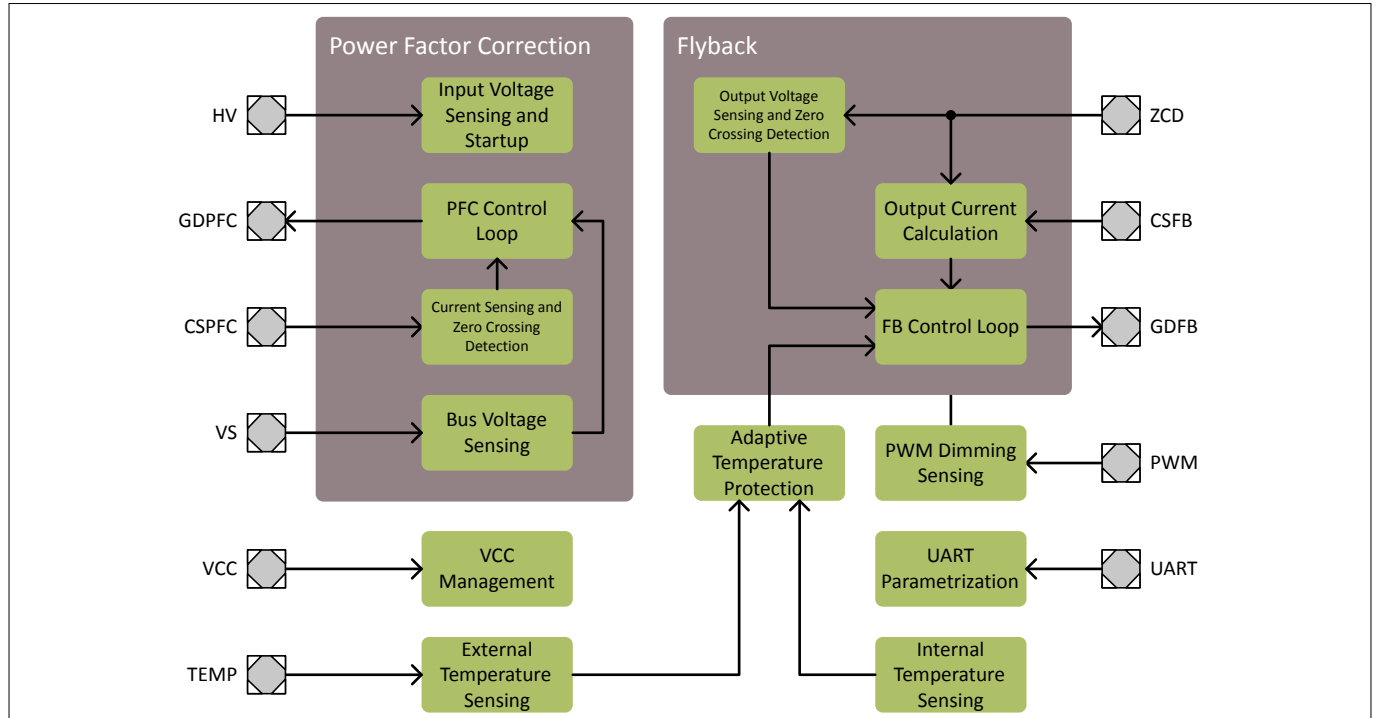 Power Factor Correction
Flyback
HV
Input Voltage
Sensing and
Startup
Output Voltage
Sensing and Zero
Crossing Detection
ZCD
GDPFC
PFC Control
Loop
Output Current
Calculation
CSFB
CSPFC
Current Sensing and
Zero Crossing
Detection
FB Control Loop
GDFB
VS
Bus Voltage
Sensing
Adaptive
Temperature
Protection
PWM Dimming
Sensing
PWM
VCC
VCC
Management
UART
Parametrization
UART
TEMP
External
Temperature
Sensing
Internal
Temperature
Sensing